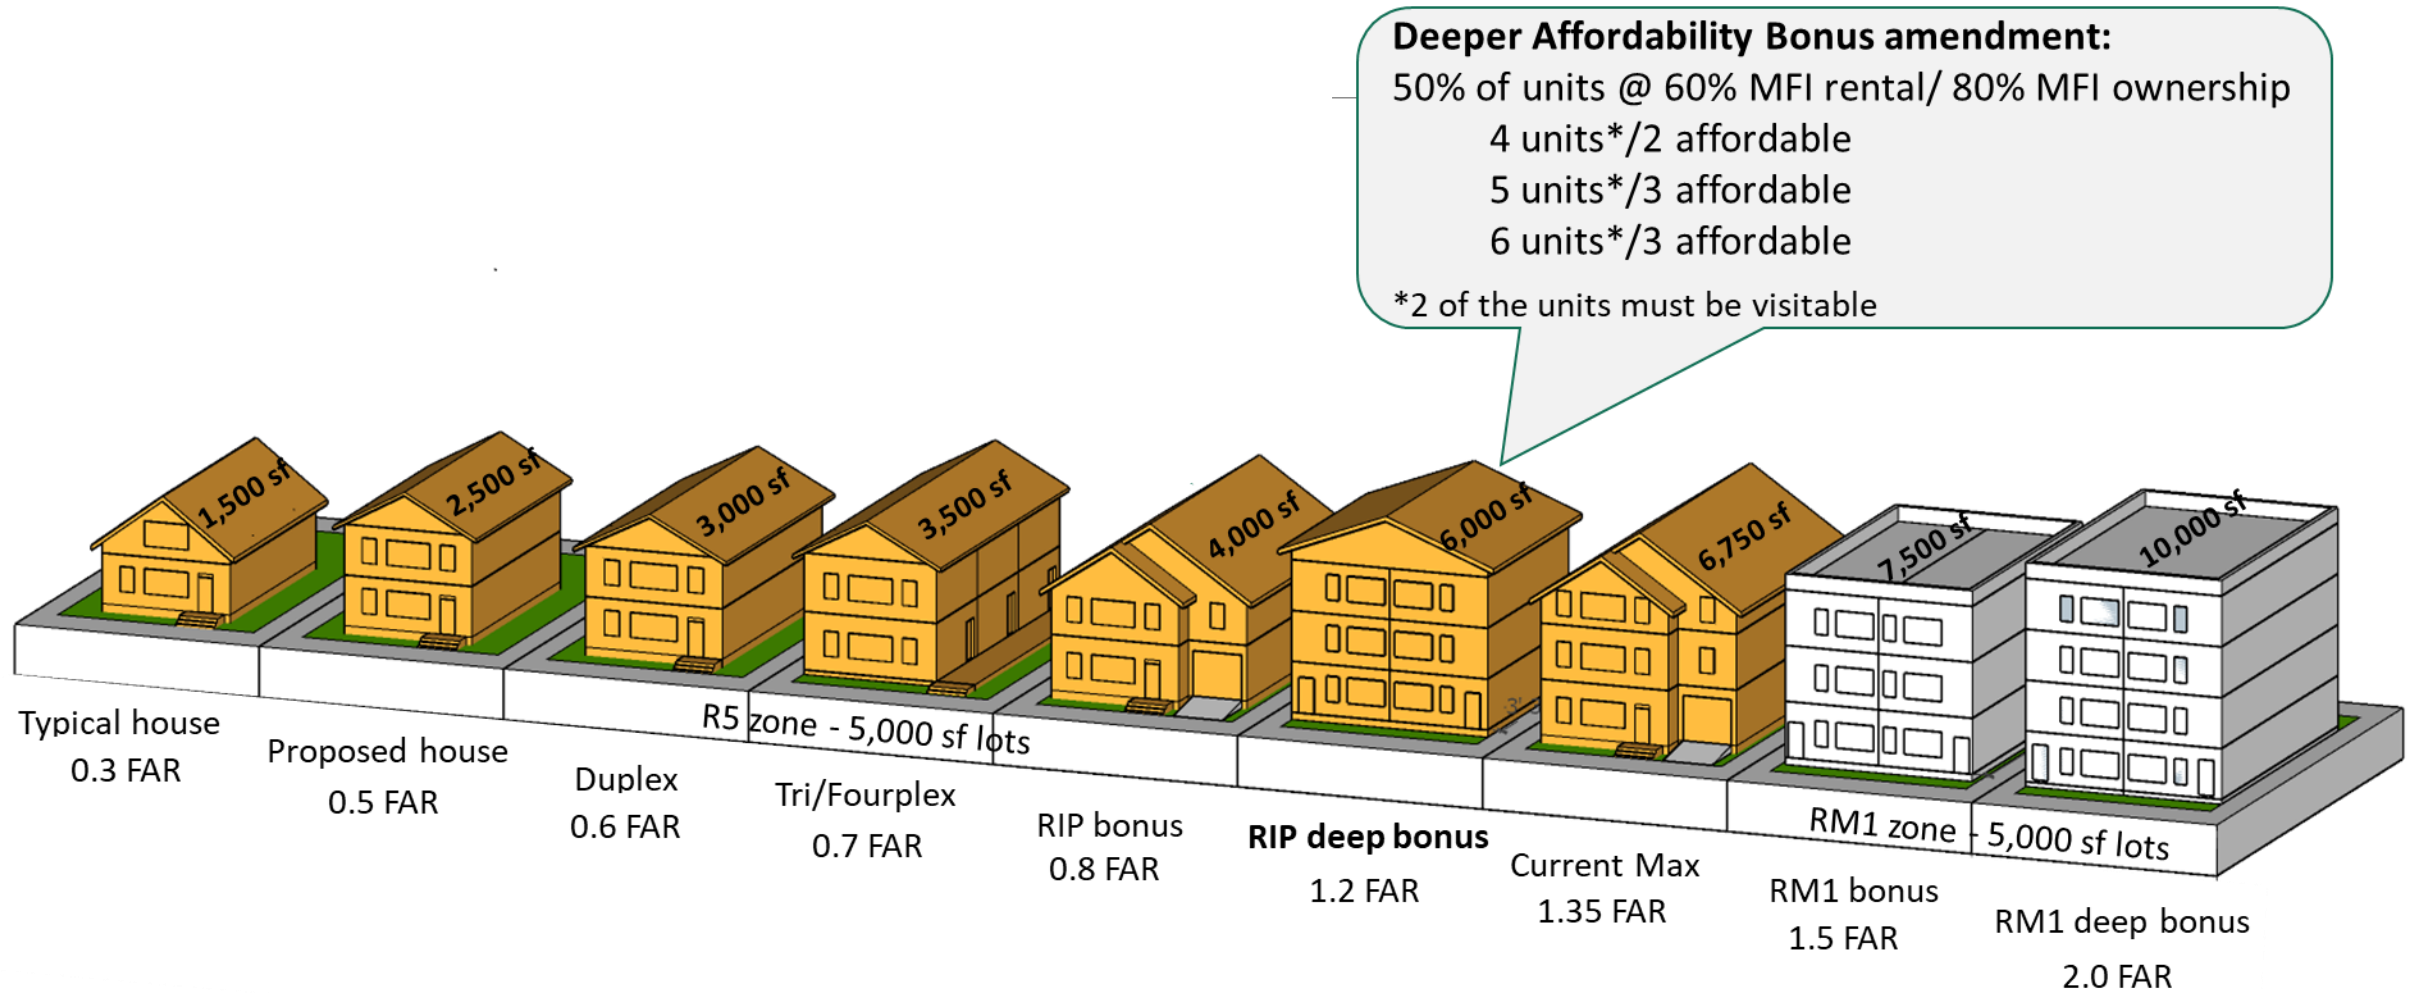 Deeper Affordability Bonus amendment:
50% of units @ 60% MFI rental/ 80% MFI ownership
4 units*/2 affordable
5 units*/3 affordable
6 units*/3 affordable
*2 of the units must be visitable
1,500 sf
2,500 sf
3,000 sf
3,500 sf
4,000 sf
6,000 sf
6,750 sf
7,500 sf
10,000 sf
3'
R5 zone - 5,000 sf lots
RM1 zone - 5,000 sf lots
Typical house
0.3 FAR
Proposed house
0.5 FAR
Duplex
0.6 FAR
Tri/Fourplex
0.7 FAR
RIP bonus
0.8 FAR
RIP deep bonus
1.2 FAR
Current Max
1.35 FAR
RM1 bonus
1.5 FAR
RM1 deep bonus
2.0 FAR